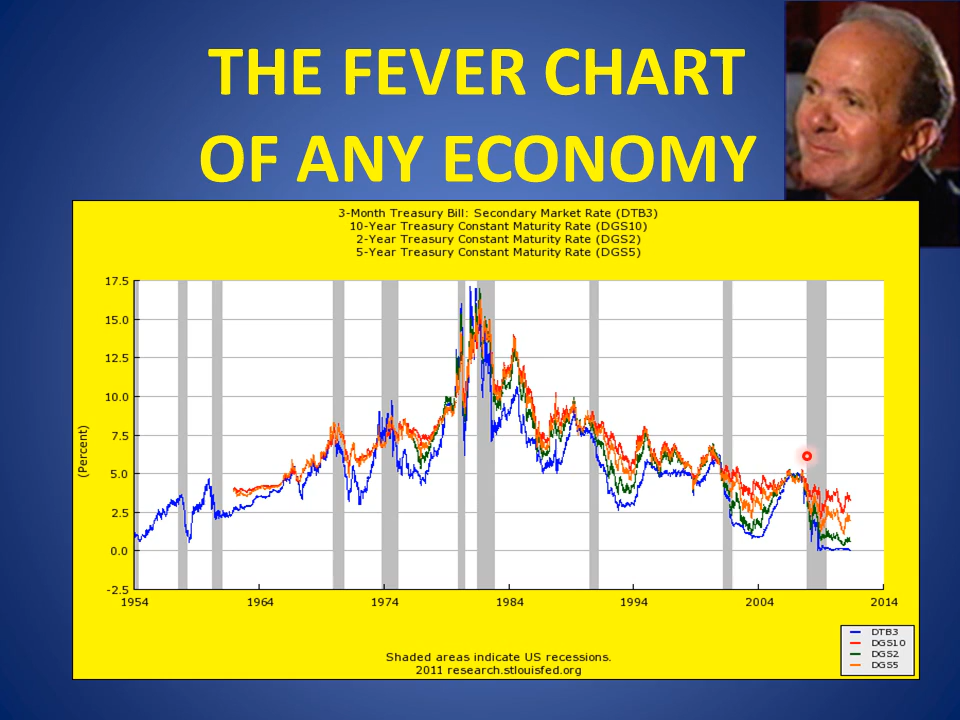 THE FEVER CHART
OF ANY ECONOMY
3-Month Treasury Bill: Secondary Market Rate (DTB3)
10-Year Treasury Constant Maturity Rate (DGS10)
2-Year Treasury Constant Maturity Rate (DGS2)
5-Year Treasury Constant Maturity Rate (DGS5)
(Percent)
17.5
15.0
12.5
10.0
7.5
5.0
2.5
0.0
-2.5
1954 1964 1974 1984 1994 2004 2014
DTB3
DGS10
DGS2
DGS5
Shaded areas indicate US recessions.
2011 research.stlouisfed.org